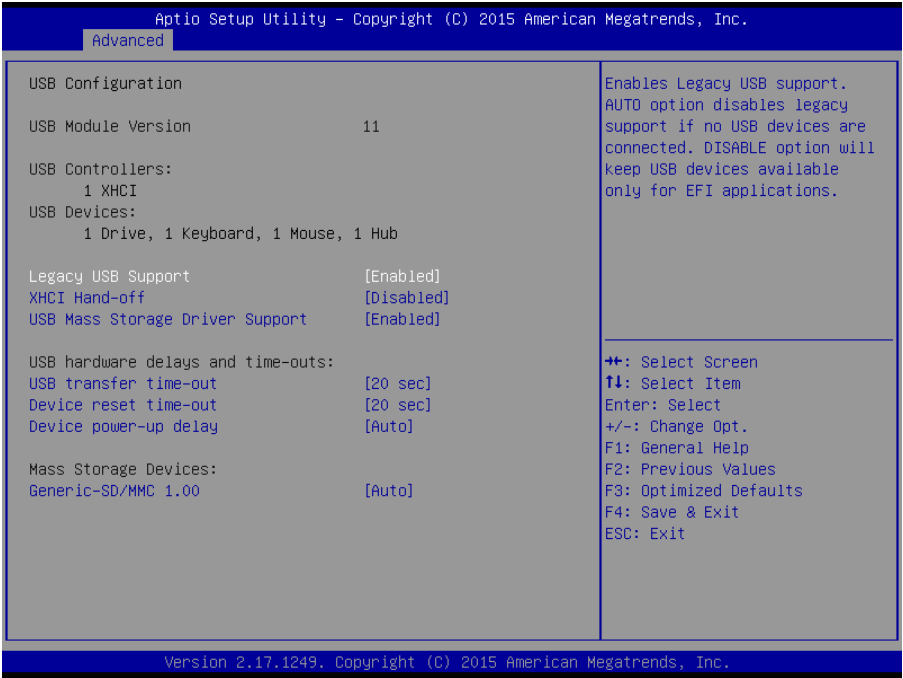 Aptio Setup Utility – Copyright (C) 2015 American Megatrends, Inc.
Advanced
USB Configuration
USB Module Version 11
USB Controllers:
1 XHCI
USB Devices:
1 Drive, 1 Keyboard, 1 Mouse, 1 Hub
Legacy USB Support [Enabled]
XHCI Hand-off [Disabled]
USB Mass Storage Driver Support [Enabled]
USB hardware delays and time-outs:
USB transfer time-out [20 sec]
Device reset time-out [20 sec]
Device power-up delay [Auto]
Mass Storage Devices:
Generic-SD/MMC 1.00 [Auto]
Enables Legacy USB support.
AUTO option disables legacy
support if no USB devices are
connected. DISABLE option will
keep USB devices available
only for EFI applications.
→←: Select Screen
↑↓: Select Item
Enter: Select
+/-: Change Opt.
F1: General Help
F2: Previous Values
F3: Optimized Defaults
F4: Save & Exit
ESC: Exit
Version 2.17.1249. Copyright (C) 2015 American Megatrends, Inc.